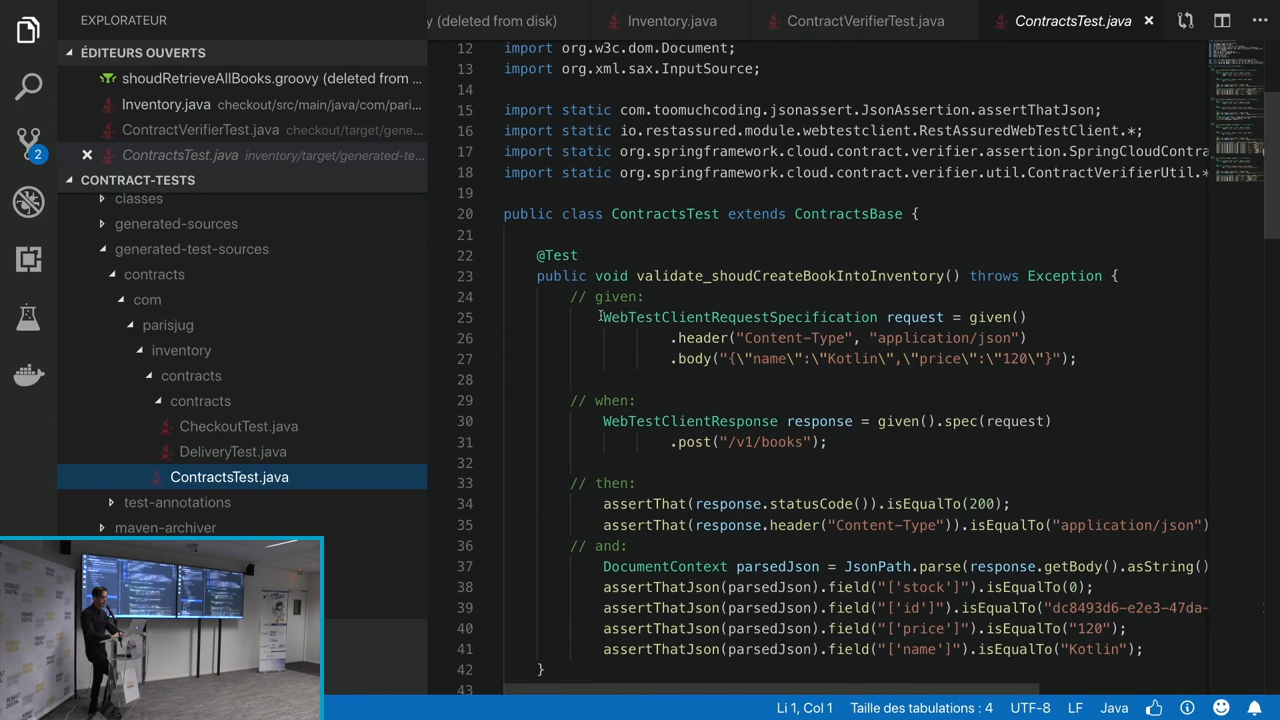 EXPLORATEUR
ÉDITEURS OUVERTS
shoudRetrieveAllBooks.groovy (deleted from ...
Inventory.java checkout/src/main/java/com/pari...
ContractVerifierTest.java checkout/target/gene...
ContractsTest.java inventory/target/generated-te...
2
CONTRACT-TESTS
classes
generated-sources
generated-test-sources
contracts
com
parisjug
inventory
contracts
contracts
CheckoutTest.java
DeliveryTest.java
ContractsTest.java
test-annotations
maven-archiver
y (deleted from disk)
Inventory.java
ContractVerifierTest.java
ContractsTest.java
12 import org.w3c.dom.Document;
13 import org.xml.sax.InputSource;
14
15 import static com.toomuchcoding.jsonassert.JsonAssertion.assertThatJson;
16 import static io.restassured.module.webtestclient.RestAssuredWebTestClient.*;
17 import static org.springframework.cloud.contract.verifier.assertion.SpringCloudContra
18 import static org.springframework.cloud.contract.verifier.util.ContractVerifierUtil.*
19
20 public class ContractsTest extends ContractsBase {
21
22 @Test
23 public void validate_shoudCreateBookIntoInventory() throws Exception {
24 // given:
25 WebTestClientRequestSpecification request = given()
26 .header("Content-Type", "application/json")
27 .body("{\"name\":\"Kotlin\",\"price\":\"120\"}");
28
29 // when:
30 WebTestClientResponse response = given().spec(request)
31 .post("/v1/books");
32
33 // then:
34 assertThat(response.statusCode()).isEqualTo(200);
35 assertThat(response.header("Content-Type")).isEqualTo("application/json")
36 // and:
37 DocumentContext parsedJson = JsonPath.parse(response.getBody().asString()
38 assertThatJson(parsedJson).field("['stock']").isEqualTo(0);
39 assertThatJson(parsedJson).field("['id']").isEqualTo("dc8493d6-e2e3-47da-
40 assertThatJson(parsedJson).field("['price']").isEqualTo("120");
41 assertThatJson(parsedJson).field("['name']").isEqualTo("Kotlin");
42 }
43
Li 1, Col 1
Taille des tabulations : 4
UTF-8
LF
Java